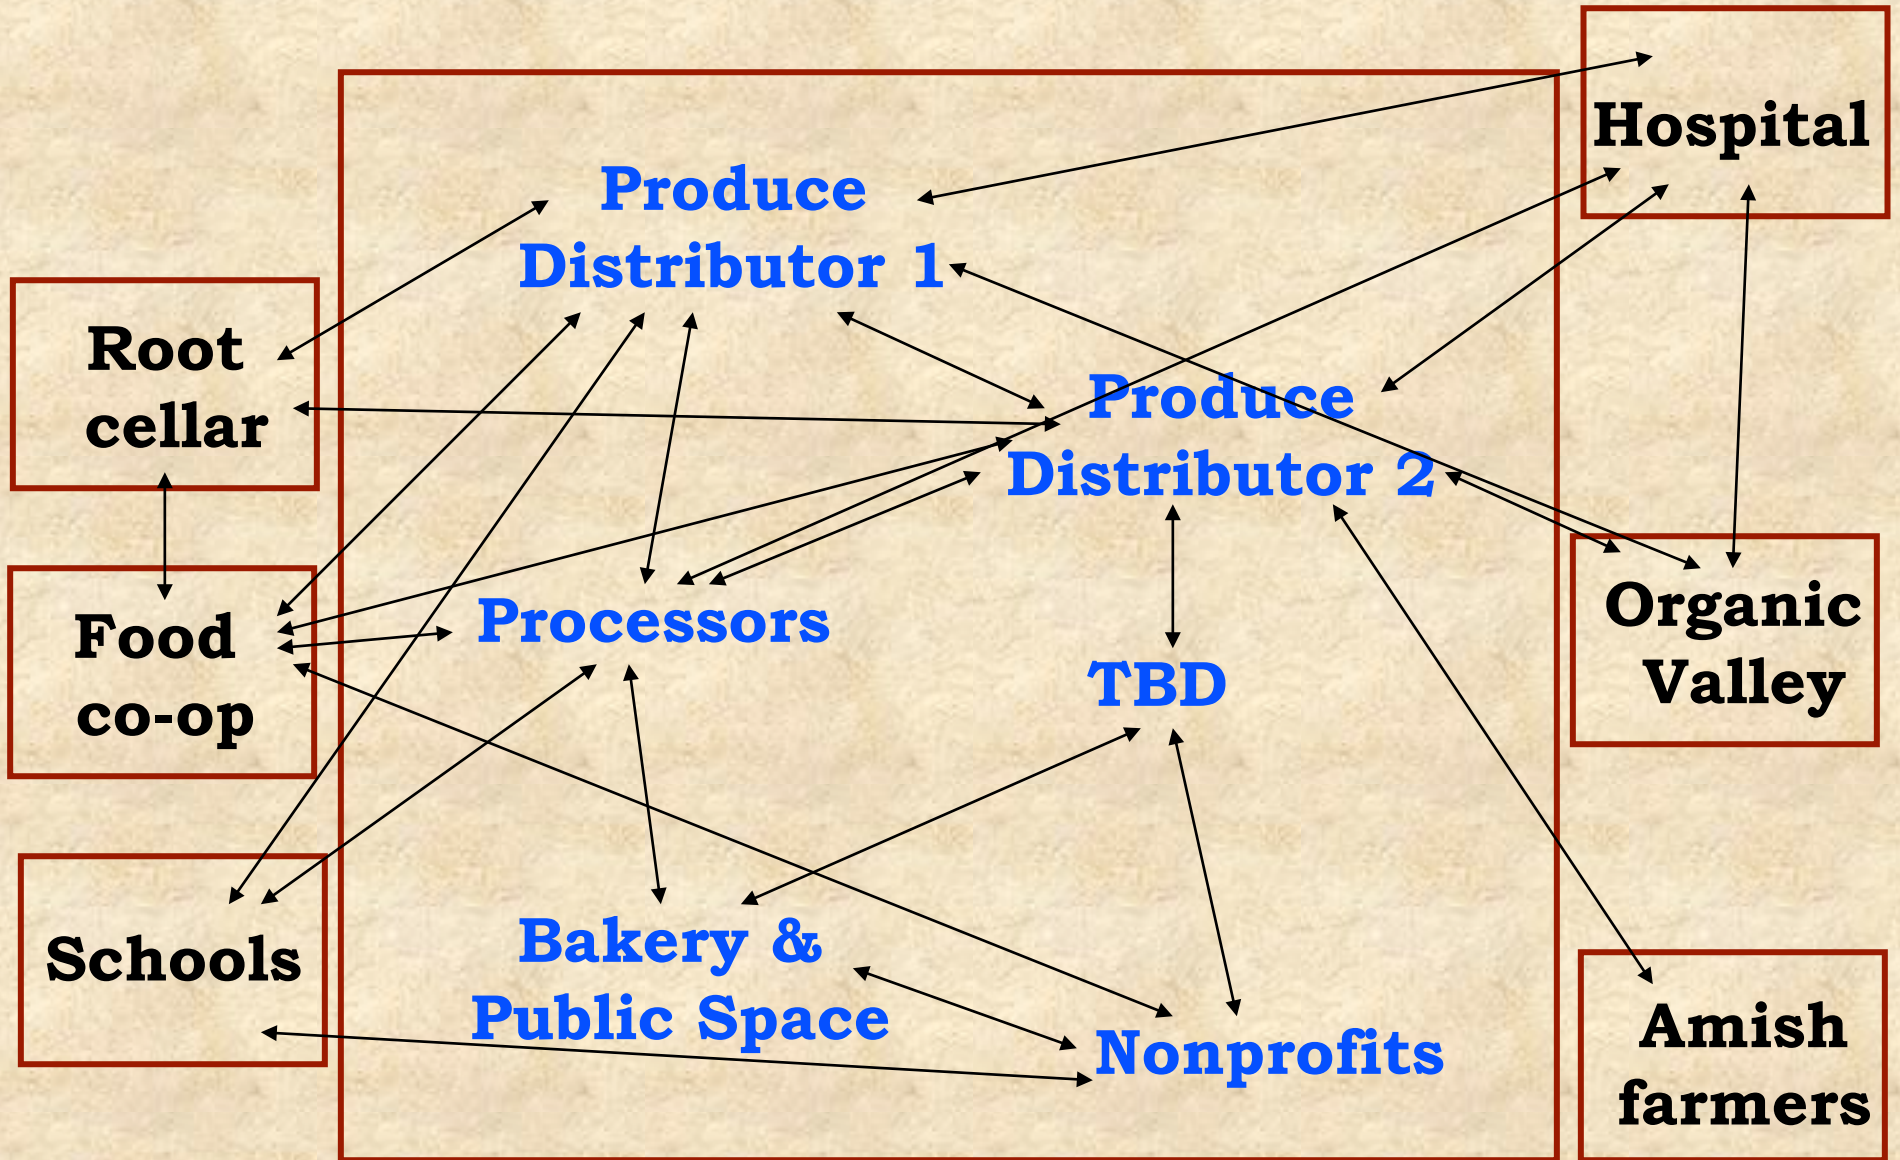 Hospital
Produce
Distributor 1
Root
cellar
Produce
Distributor 2
Food
co-op
Processors
Organic
Valley
TBD
Schools
Bakery &
Public Space
Nonprofits
Amish
farmers